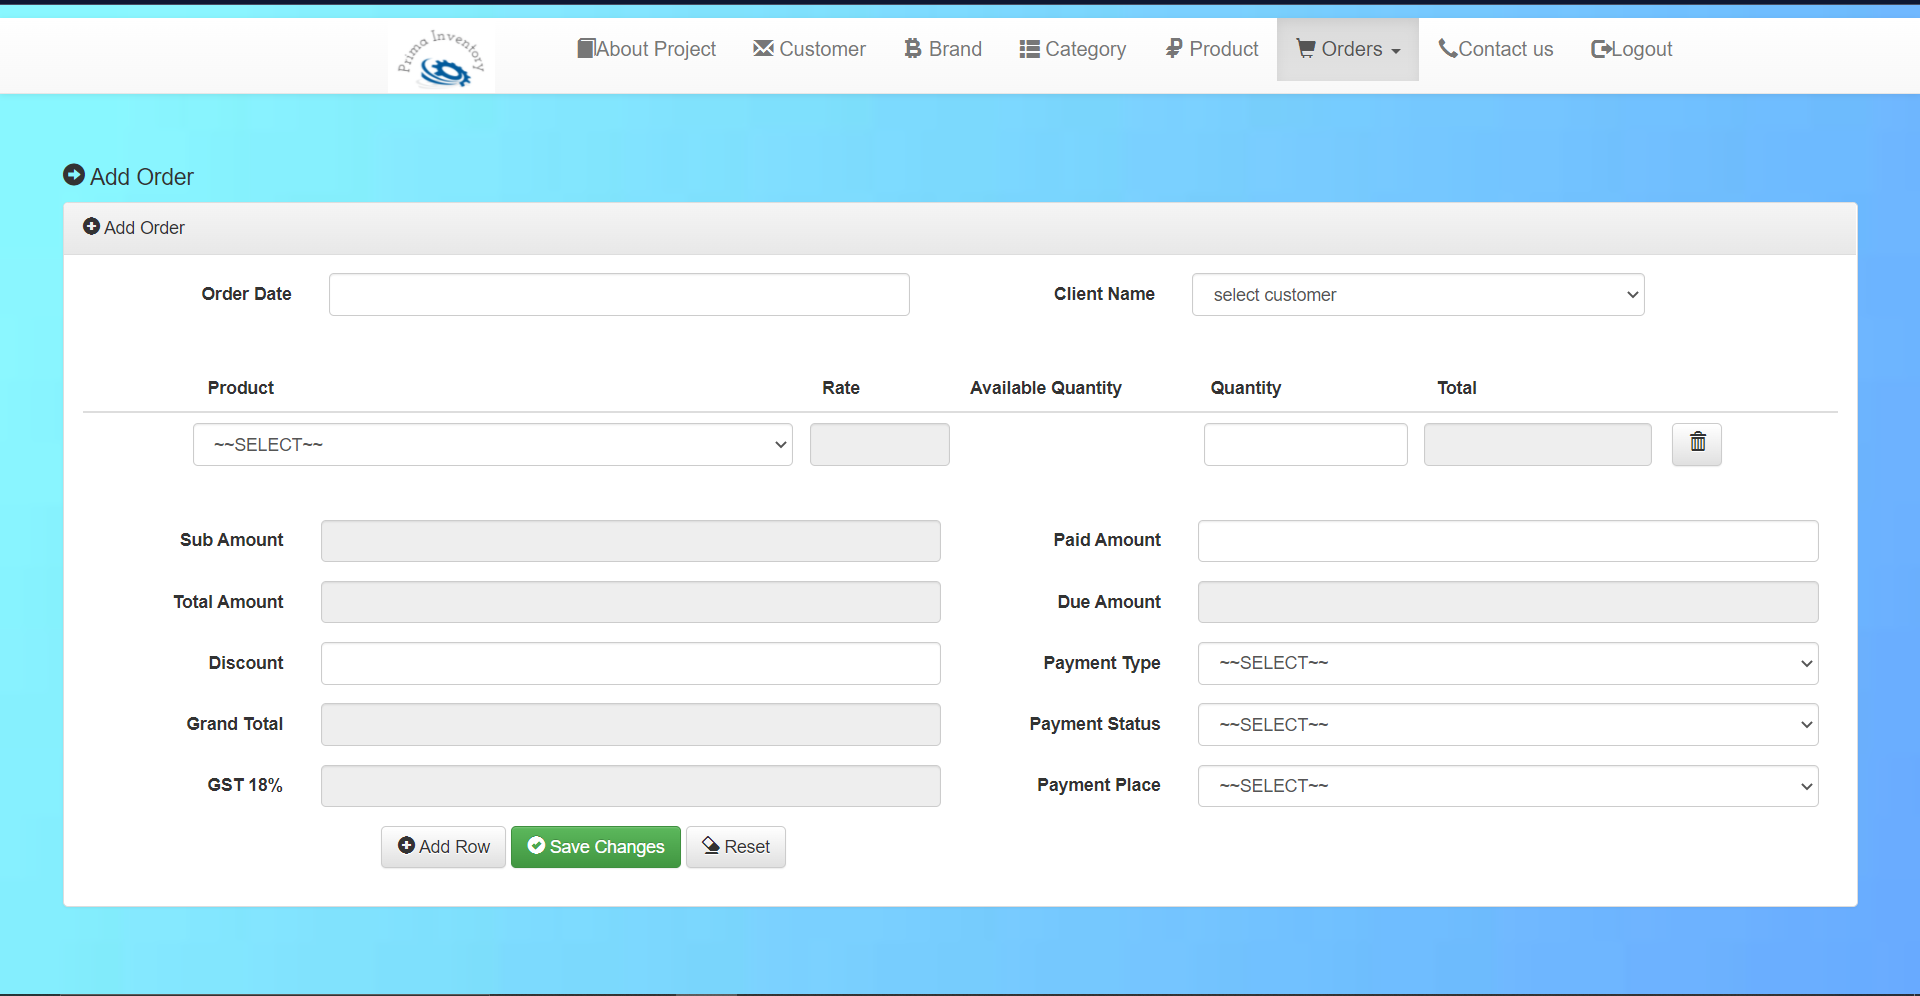 Prima Inventory
About Project Customer Brand Category Product Orders Contact us Logout
Add Order
Add Order
Order Date Client Name select customer
Product Rate Available Quantity Quantity Total
~~SELECT~~
Sub Amount Paid Amount
Total Amount Due Amount
Discount Payment Type ~~SELECT~~
Grand Total Payment Status ~~SELECT~~
GST 18% Payment Place ~~SELECT~~
Add Row Save Changes Reset